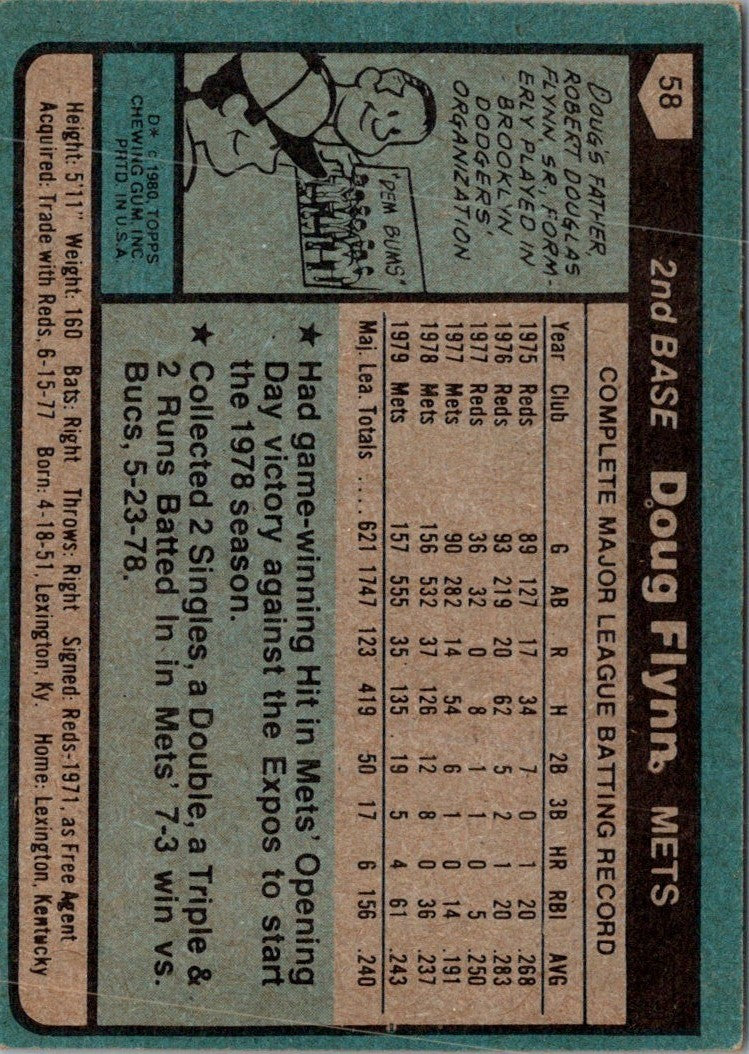 58
2nd BASE Doug Flynn METS
DOUG'S FATHER,
ROBERT DOUGLAS
FLYNN SR., FORM-
ERLY PLAYED IN
BROOKLYN
DODGERS'
ORGANZATION
"DEM BUMS"
D* © 1980 TOPPS
CHEWING GUM INC.
PRTD. IN U.S.A.
COMPLETE MAJOR LEAGUE BATTING RECORD
Year Club G AB R H 2B 3B HR RBI AVG
1975 Reds 89 127 17 34 7 0 1 20 .268
1976 Reds 93 219 20 62 5 2 1 20 .283
1977 Reds 36 32 0 8 1 1 0 5 .250
1977 Mets 90 282 14 54 6 1 0 14 .191
1978 Mets 156 532 37 126 12 8 0 36 .237
1979 Mets 157 555 35 135 19 5 4 61 .243
Maj. Lea. Totals ..... 621 1747 123 419 50 17 6 156 .240
★ Had game-winning Hit in Mets' Opening
Day victory against the Expos to start
the 1978 season.
★ Collected 2 Singles, a Double, a Triple &
2 Runs Batted In in Mets' 7-3 win vs.
Bucs, 5-23-78.
Height: 5'11" Weight: 160 Bats: Right Throws: Right Signed: Reds-1971, as Free Agent
Acquired: Trade with Reds, 6-15-77 Born: 4-18-51, Lexington, Ky. Home: Lexington, Kentucky